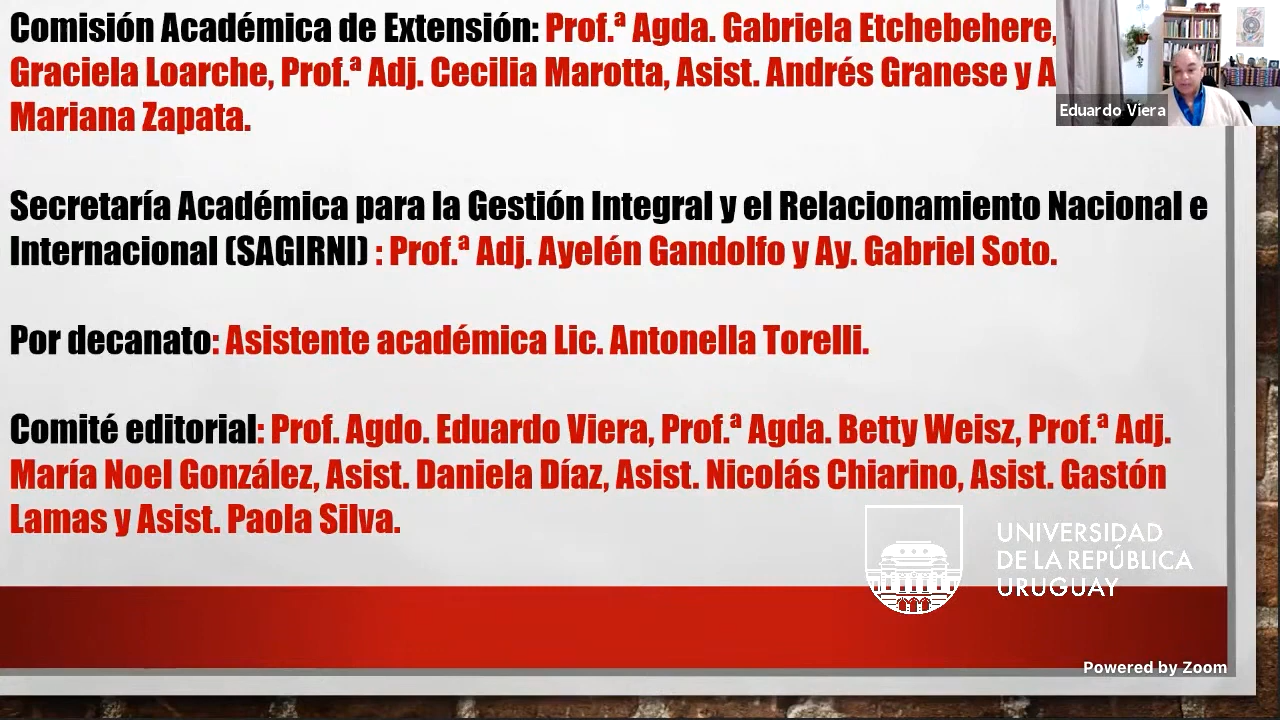 Comisión Académica de Extensión: Prof.ª Agda. Gabriela Etchebehere,
Graciela Loarche, Prof.ª Adj. Cecilia Marotta, Asist. Andrés Granese y A
Mariana Zapata.
Eduardo Viera
Secretaría Académica para la Gestión Integral y el Relacionamiento Nacional e
Internacional (SAGIRNI) : Prof.ª Adj. Ayelén Gandolfo y Ay. Gabriel Soto.
Por decanato: Asistente académica Lic. Antonella Torelli.
Comité editorial: Prof. Agdo. Eduardo Viera, Prof.ª Agda. Betty Weisz, Prof.ª Adj.
María Noel González, Asist. Daniela Díaz, Asist. Nicolás Chiarino, Asist. Gastón
Lamas y Asist. Paola Silva.
UNIVERSIDAD
DE LA REPÚBLICA
URUGUAY
Powered by Zoom